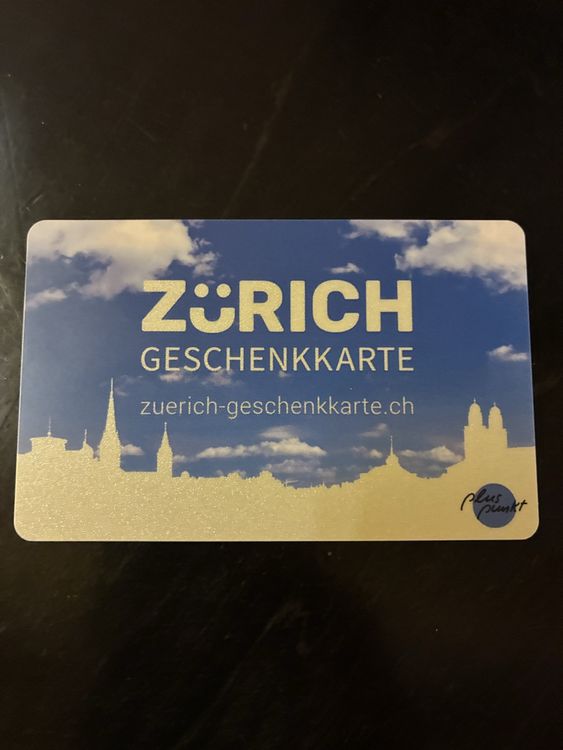 ZÜRICH
GESCHENKKARTE
zuerich-geschenkkarte.ch
plus
punkt